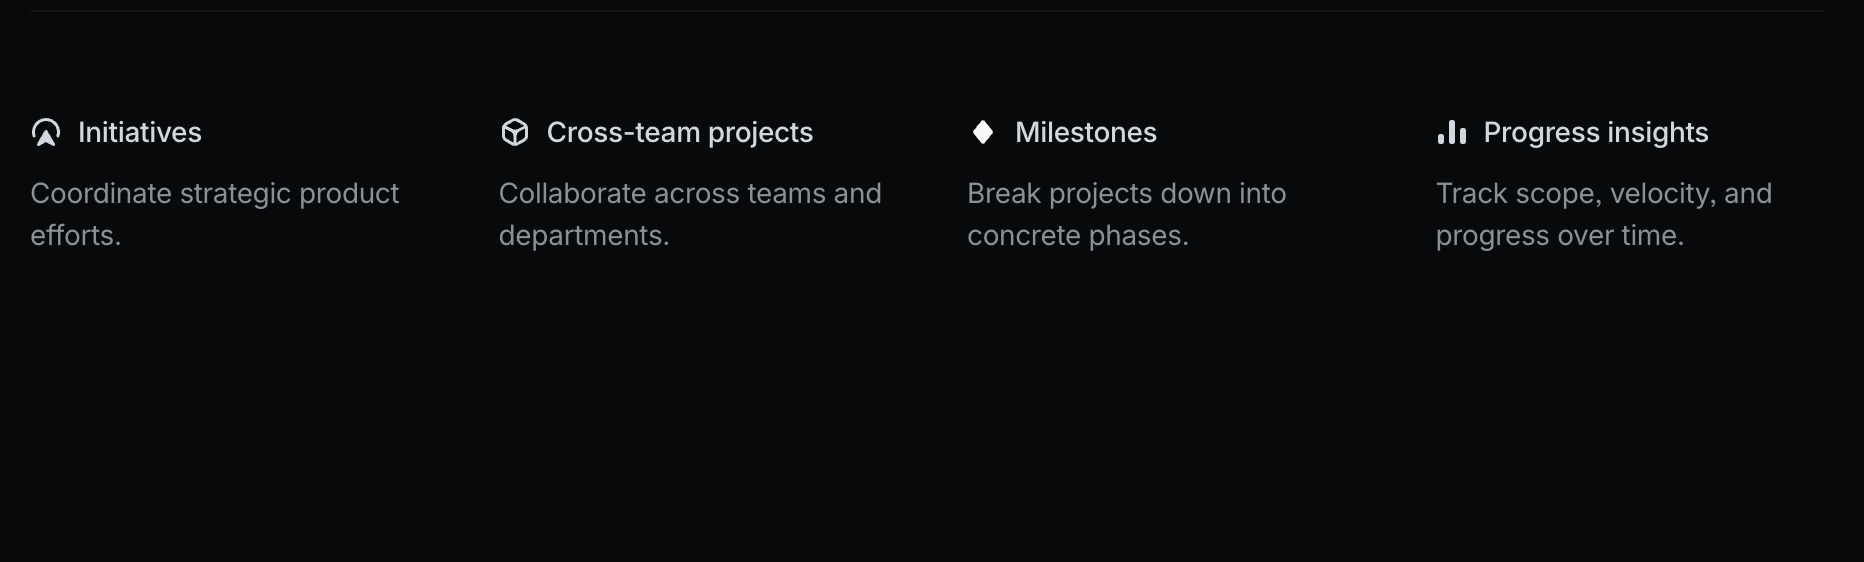 Initiatives
Coordinate strategic product
efforts.
Cross-team projects
Collaborate across teams and
departments.
Milestones
Break projects down into
concrete phases.
Progress insights
Track scope, velocity, and
progress over time.